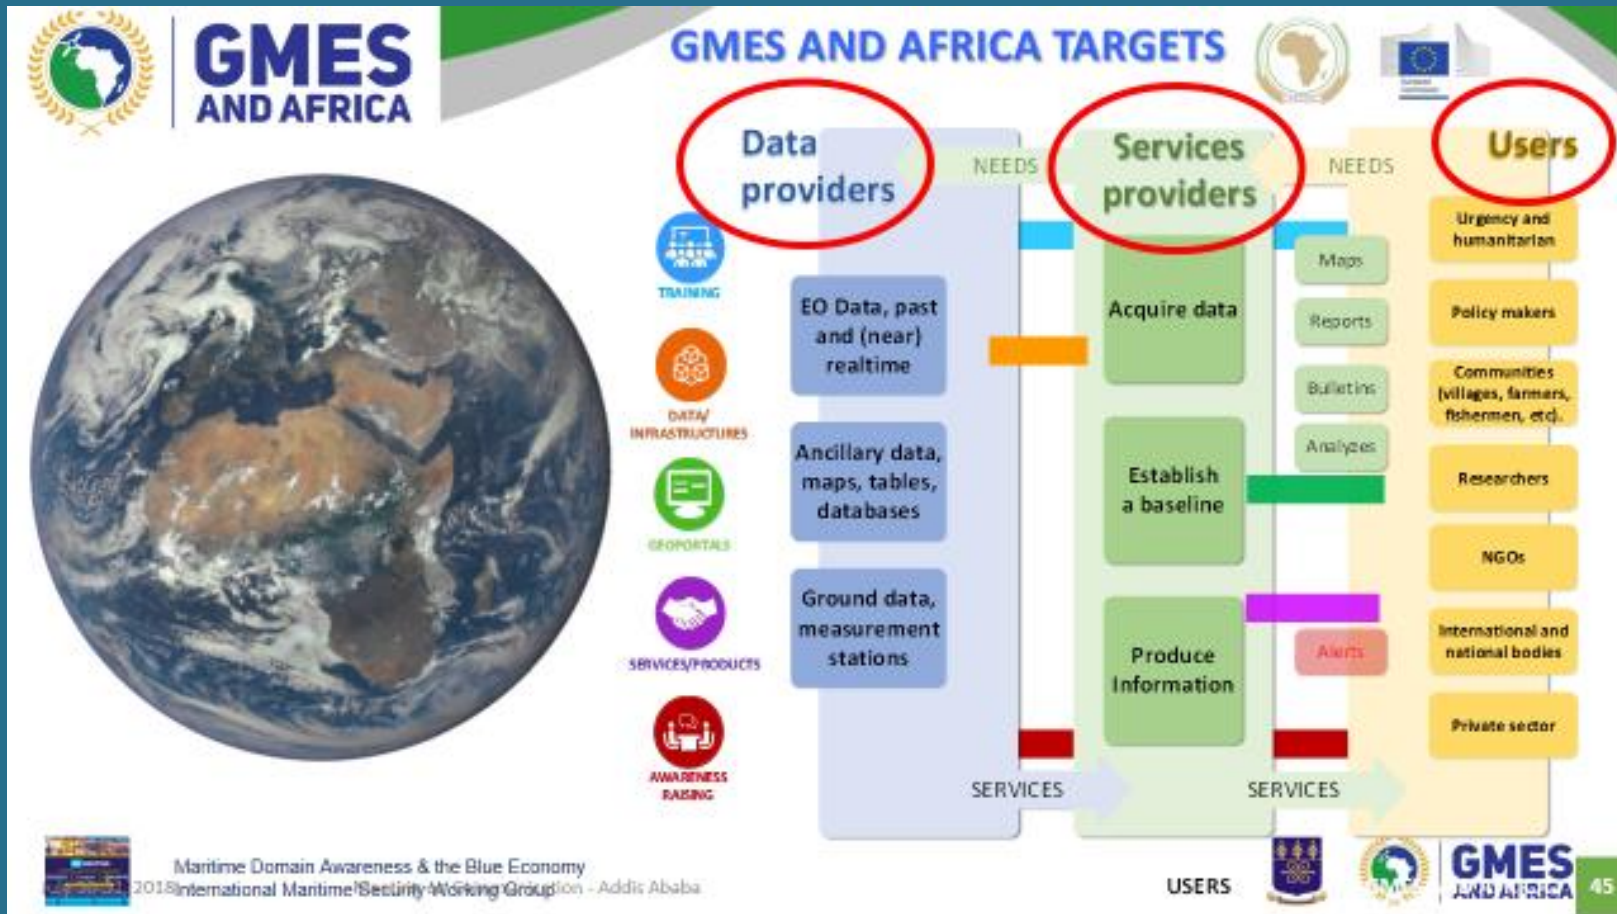 GMES
AND AFRICA
GMES AND AFRICA TARGETS
Data
providers
NEEDS
Services
providers
NEEDS
Users
TRAINING
DATA/
INFRASTRUCTURES
GEOPORTALS
SERVICES/PRODUCTS
AWARENESS
RAISING
EO Data, past
and (near)
realtime
Ancillary data,
maps, tables,
databases
Ground data,
measurement
stations
Acquire data
Establish
a baseline
Produce
Information
Maps
Reports
Bulletins
Analyzes
Alerts
Urgency and
humanitarian
Policy makers
Communities
(villages, farmers,
fishermen, etc).
Researchers
NGOs
International and
national bodies
Private sector
SERVICES
SERVICES
Maritime Domain Awareness & the Blue Economy
International Maritime Security Working Group
2018
- Addis Ababa
USERS
GMES
AND AFRICA
45